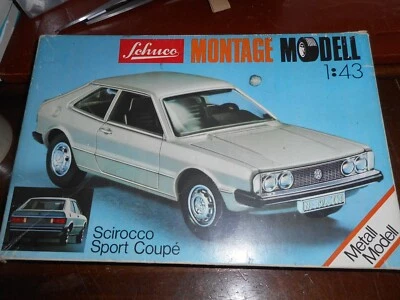 Schuco MONTAGE MODELL
1:43
Scirocco
Sport Coupé
Metall
Modell